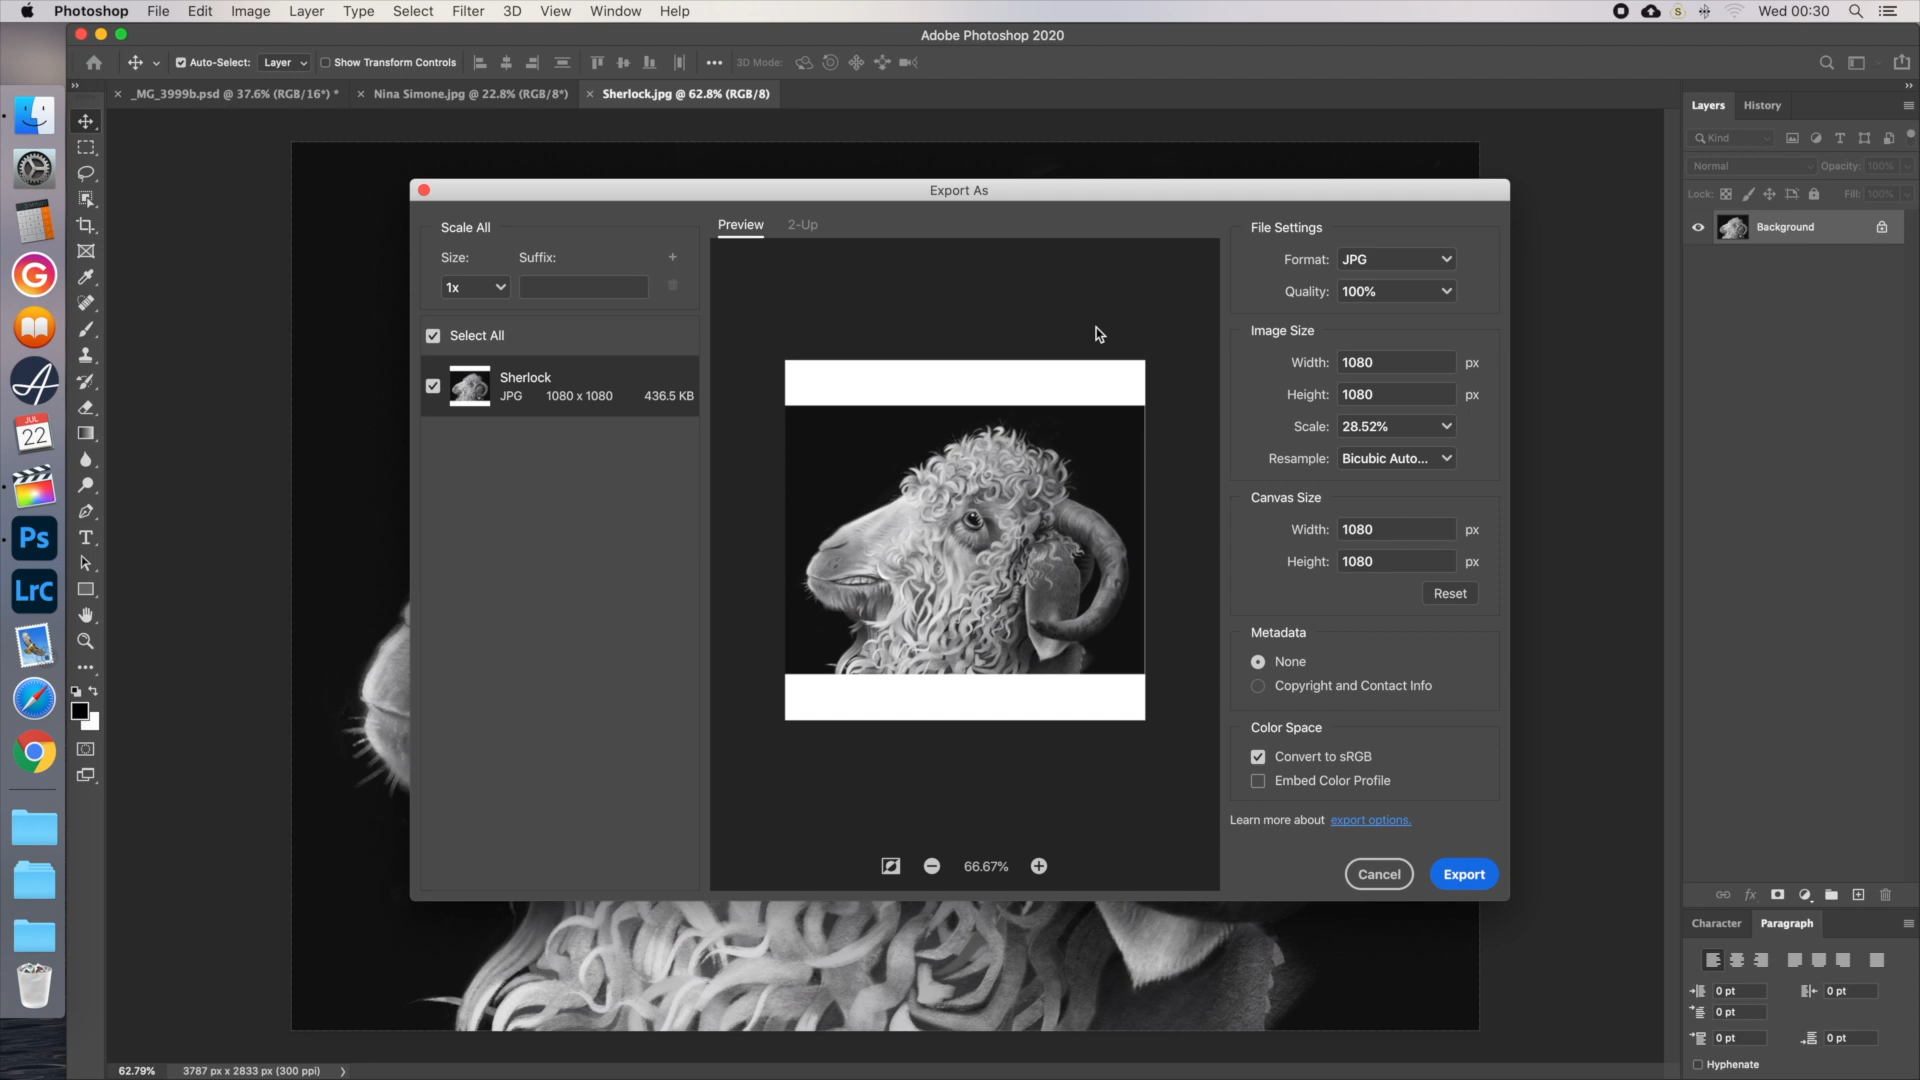 Photoshop File Edit Image Layer Type Select Filter 3D View Window Help S Wed 00:30
Adobe Photoshop 2020
Auto-Select: Layer Show Transform Controls 3D Mode:
_MG_3999b.psd @ 37.6% (RGB/16*) * Nina Simone.jpg @ 22.8% (RGB/8*) Sherlock.jpg @ 62.8% (RGB/8)
Layers History
Kind
Normal Opacity: 100%
Lock: Fill: 100%
Background
Export As
Scale All
Size: Suffix:
1x
Select All
Sherlock
JPG 1080 x 1080 436.5 KB
Preview 2-Up
66.67%
File Settings
Format: JPG
Quality: 100%
Image Size
Width: 1080 px
Height: 1080 px
Scale: 28.52%
Resample: Bicubic Auto...
Canvas Size
Width: 1080 px
Height: 1080 px
Reset
Metadata
None
Copyright and Contact Info
Color Space
Convert to sRGB
Embed Color Profile
Learn more about export options.
Cancel Export
JUL
22
Ps
LrC
fx
Character Paragraph
0 pt 0 pt
0 pt
0 pt 0 pt
Hyphenate
62.79% 3787 px x 2833 px (300 ppi)